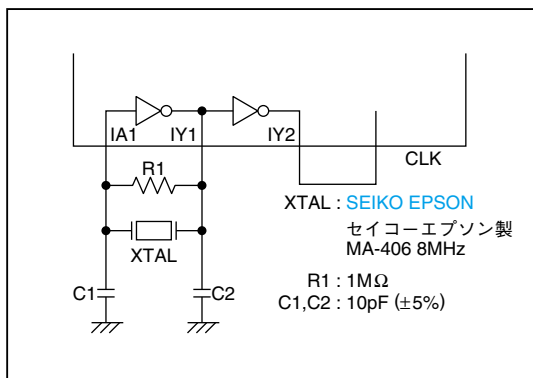 IA1 IY1 IY2
CLK
R1
XTAL : SEIKO EPSON
セイコーエプソン製
MA-406 8MHz
XTAL
R1 : 1MΩ
C1 C2
C1,C2 : 10pF (±5%)